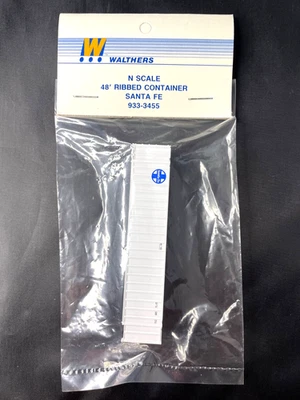 W
WALTHERS
N SCALE
48' RIBBED CONTAINER
SANTA FE
933-3455